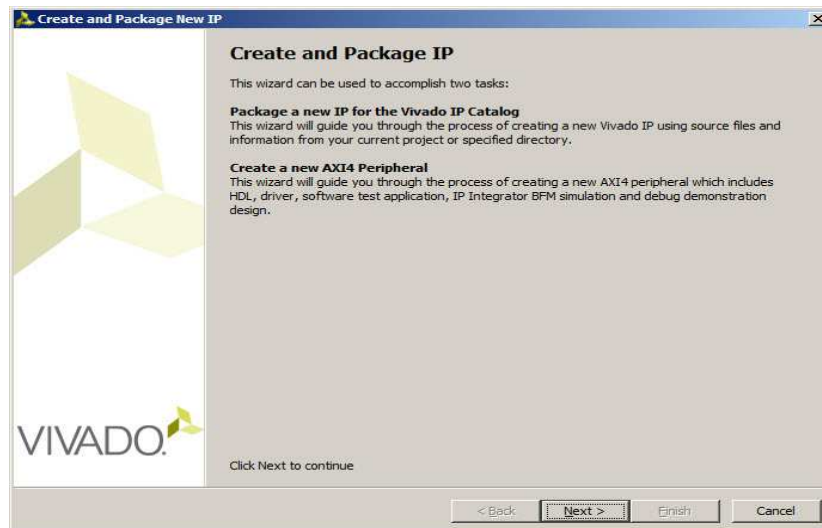 Create and Package New IP
Create and Package IP
This wizard can be used to accomplish two tasks:
Package a new IP for the Vivado IP Catalog
This wizard will guide you through the process of creating a new Vivado IP using source files and
information from your current project or specified directory.
Create a new AXI4 Peripheral
This wizard will guide you through the process of creating a new AXI4 peripheral which includes
HDL, driver, software test application, IP Integrator BFM simulation and debug demonstration
design.
VIVADO.
Click Next to continue
< Back Next > Finish Cancel